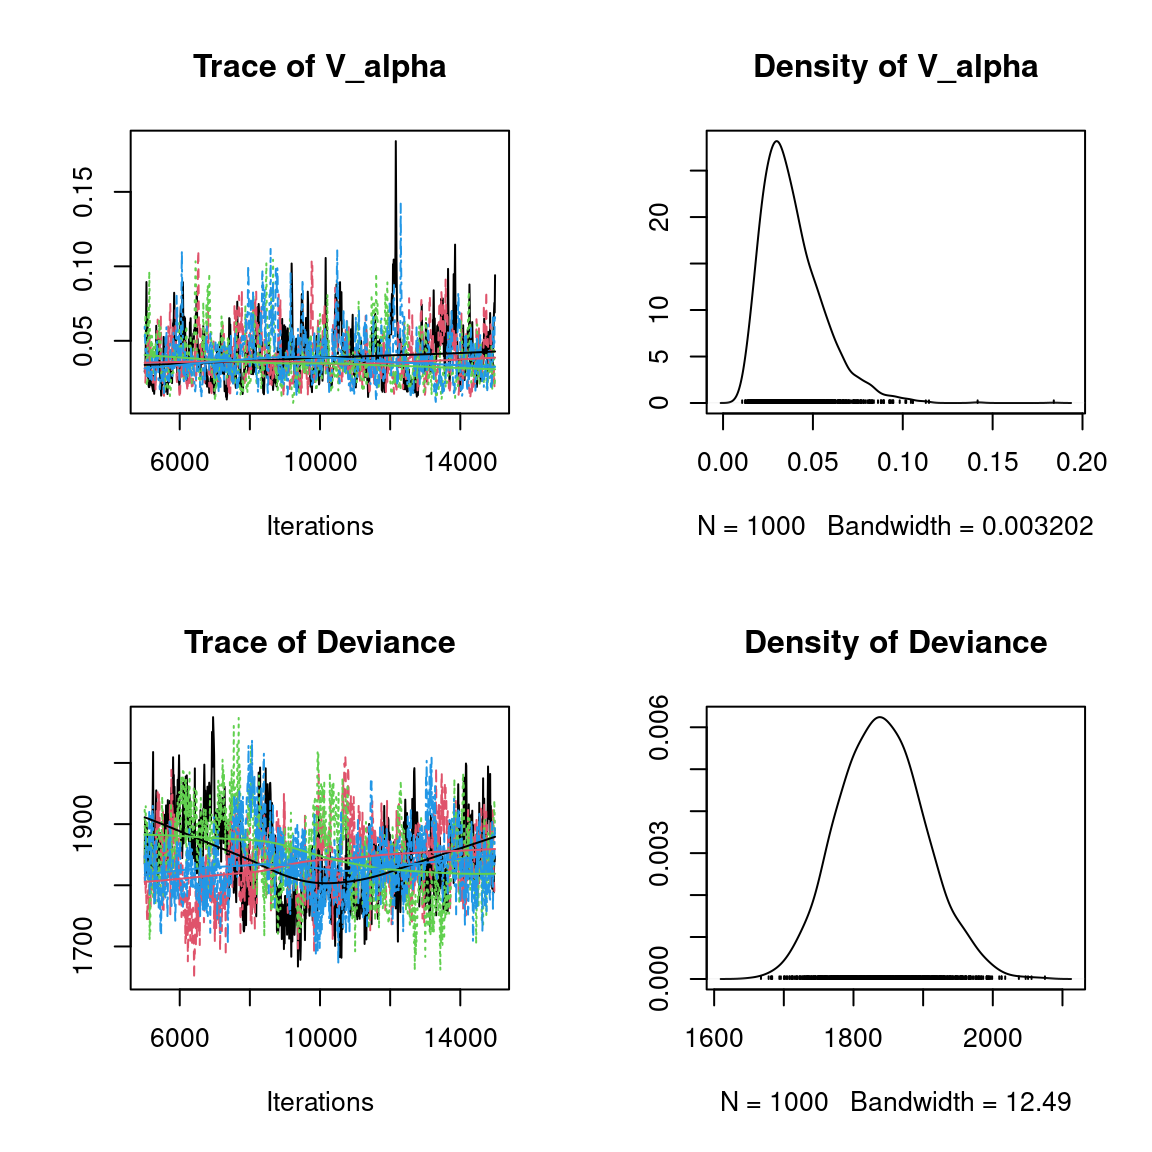 Trace of V_alpha
0.15
0.10
0.05
6000 10000 14000
Iterations
Density of V_alpha
20
10
5
0
0.00 0.05 0.10 0.15 0.20
N = 1000 Bandwidth = 0.003202
Trace of Deviance
1900
1700
6000 10000 14000
Iterations
Density of Deviance
0.006
0.003
0.000
1600 1800 2000
N = 1000 Bandwidth = 12.49